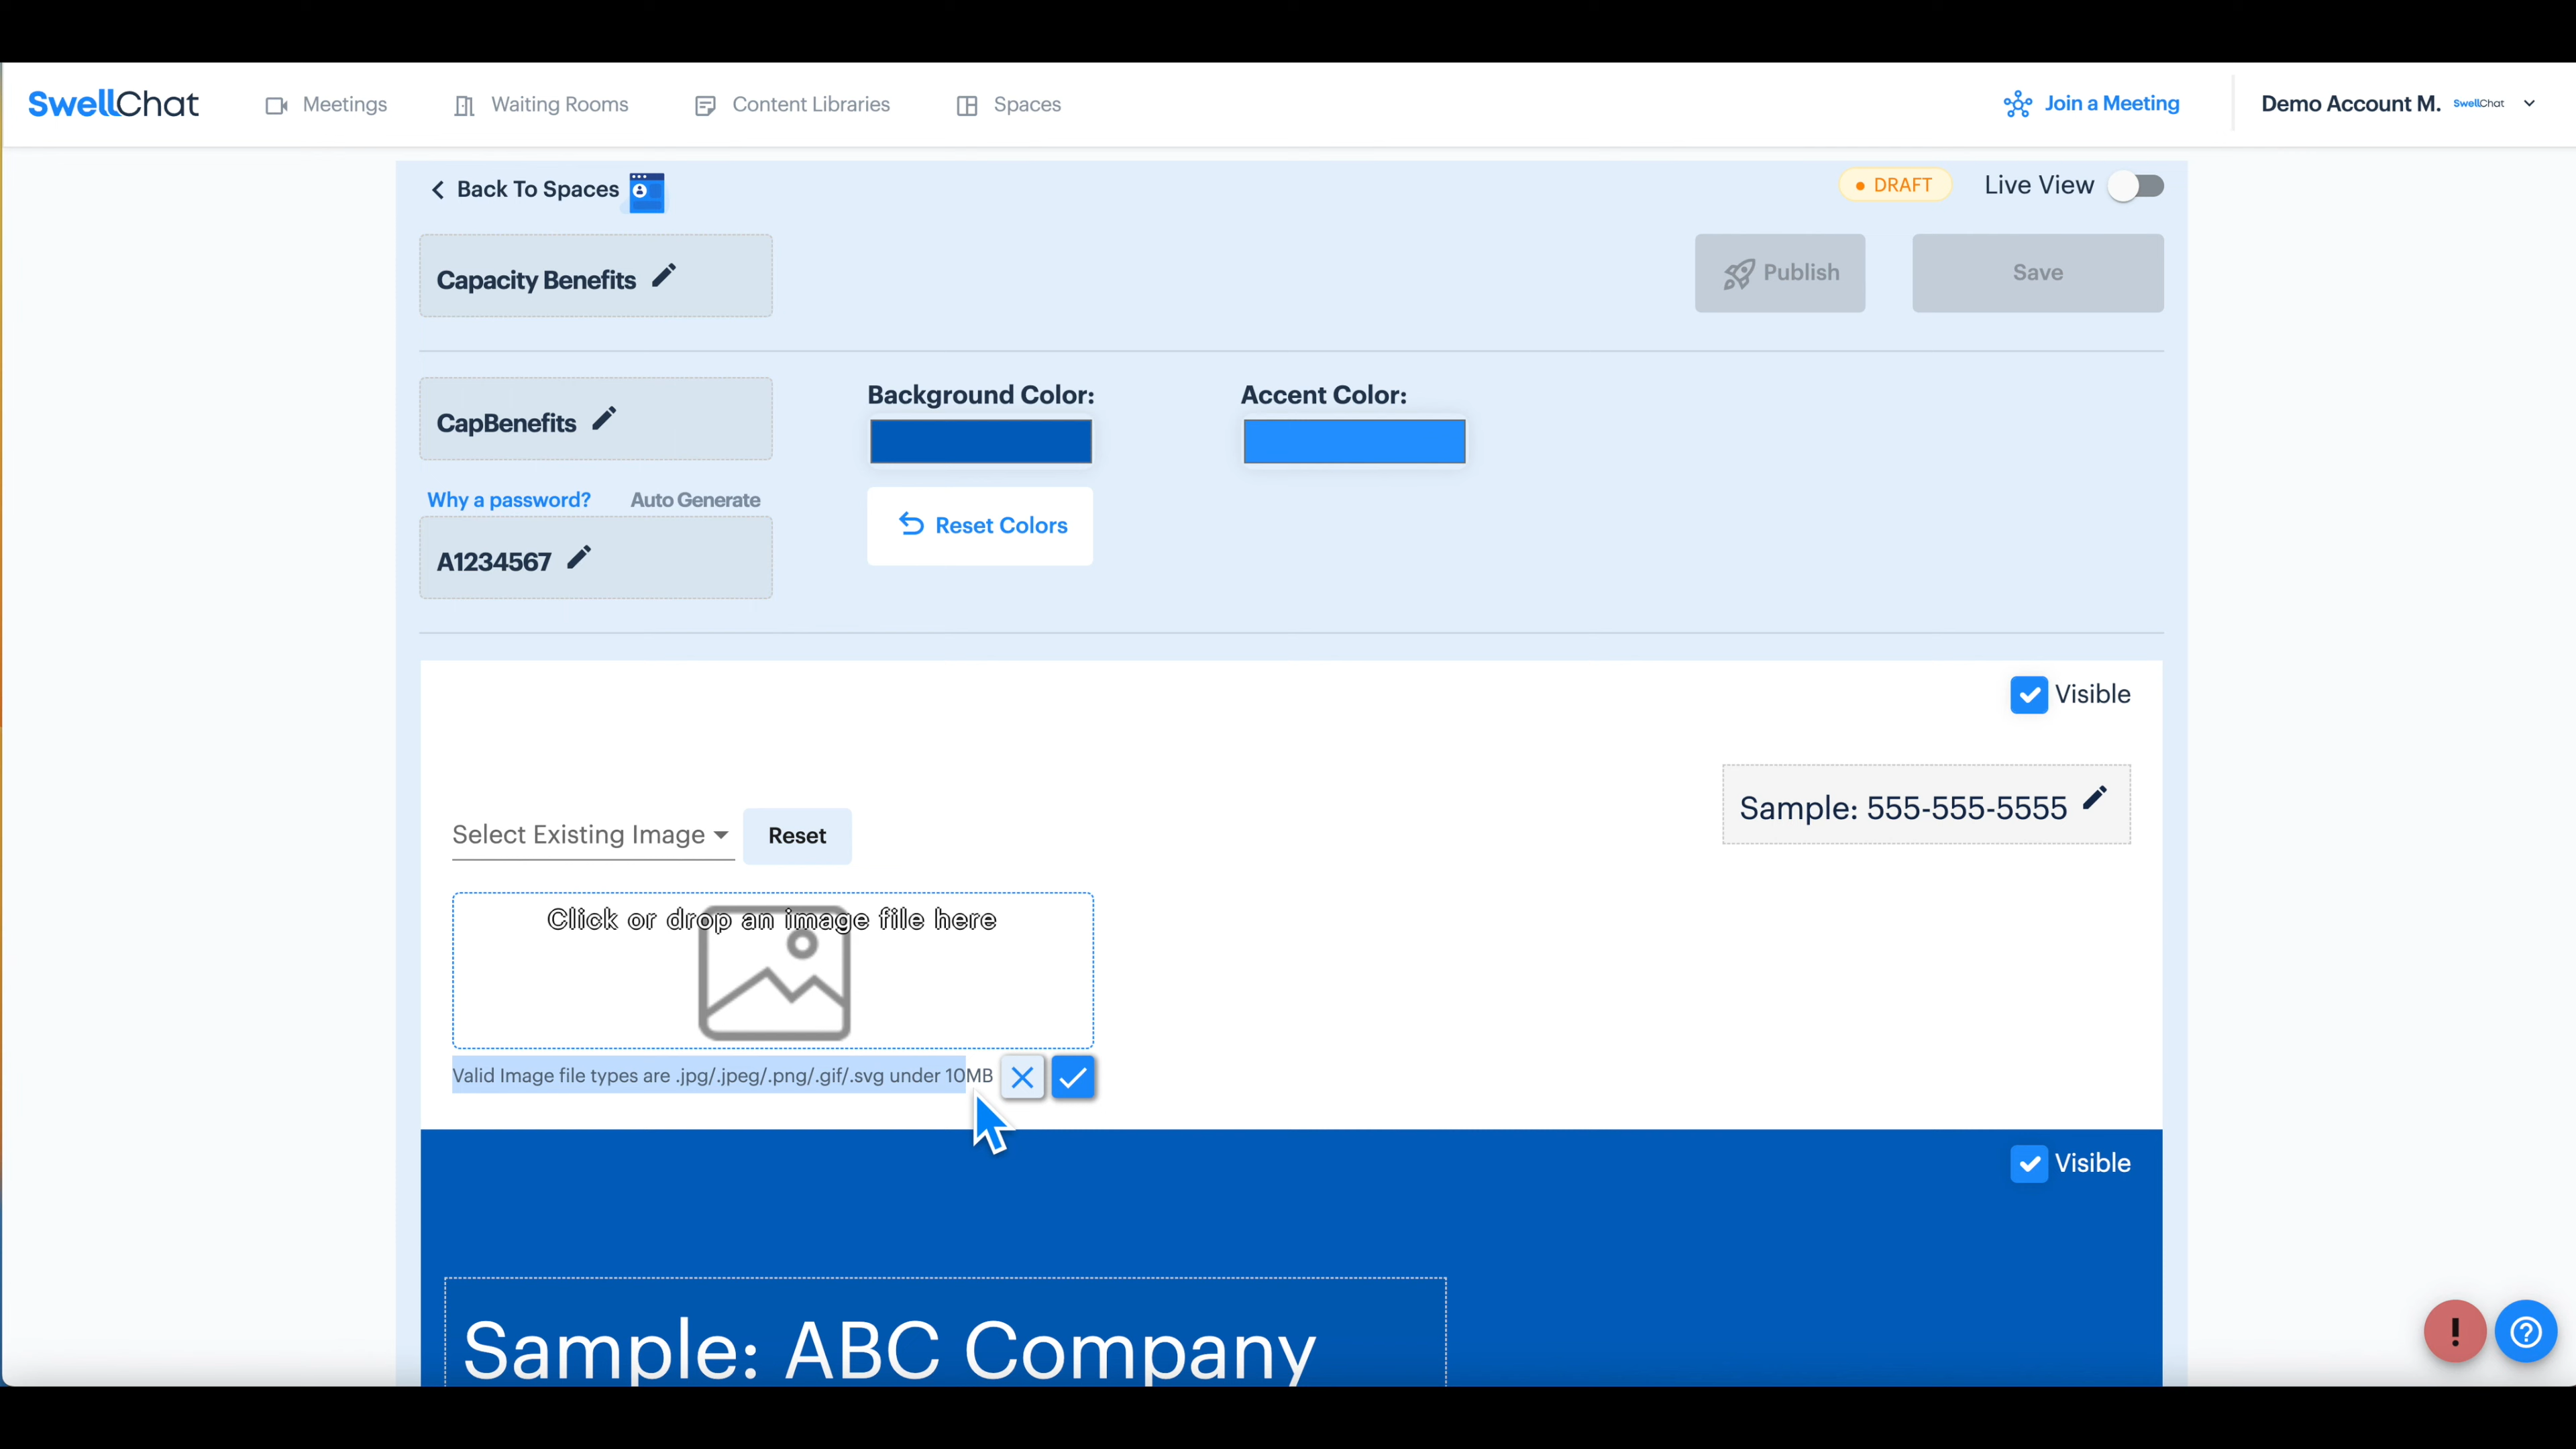 SwellChat
Meetings
Waiting Rooms
Content Libraries
Spaces
Join a Meeting
Demo Account M.
SwellChat
Back To Spaces
DRAFT
Live View
Capacity Benefits
Publish
Save
CapBenefits
Background Color:
Accent Color:
Why a password?
Auto Generate
Reset Colors
A1234567
Visible
Sample: 555-555-5555
Select Existing Image
Reset
Click or drop an image file here
Valid Image file types are .jpg/.jpeg/.png/.gif/.svg under 10MB
Visible
Sample: ABC Company